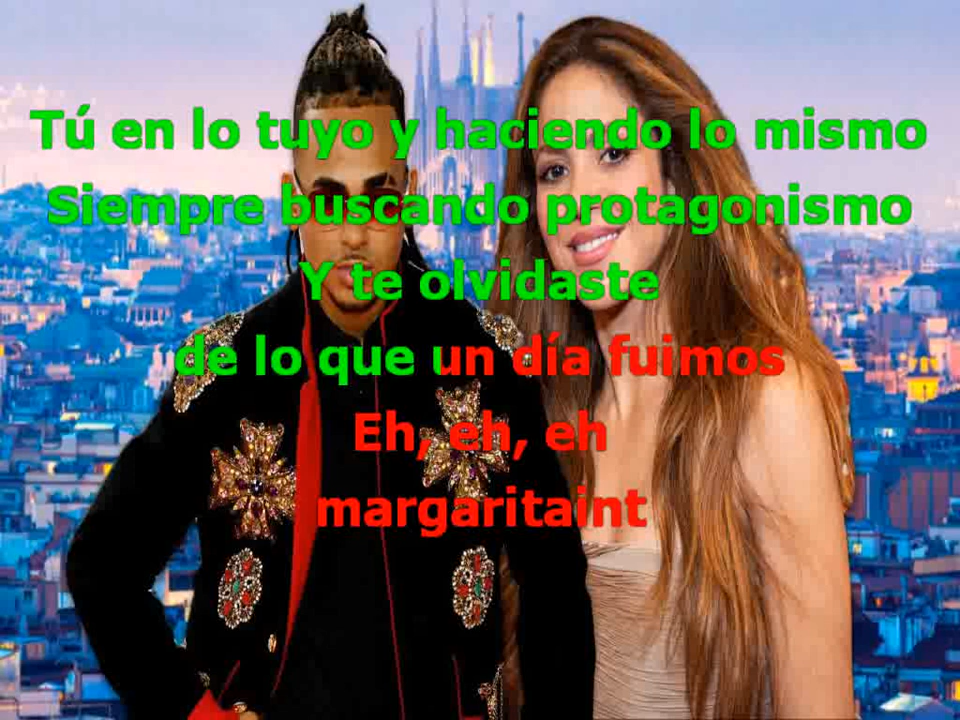 Tú en lo tuyo y haciendo lo mismo
Siempre buscando protagonismo
Y te olvidaste
de lo que un día fuimos
Eh, eh, eh
margaritaint